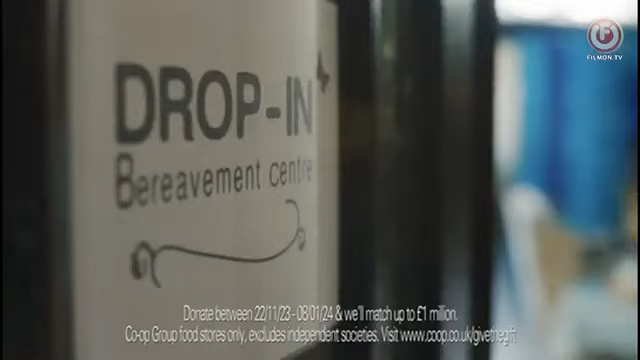 FILMON.TV
DROP-IN
Bereavement centre
Donate between 22/11/23 - 08/01/24 & we'll match up to £1 million.
Co-op Group food stores only, excludes independent societies. Visit www.coop.co.uk/givethegift